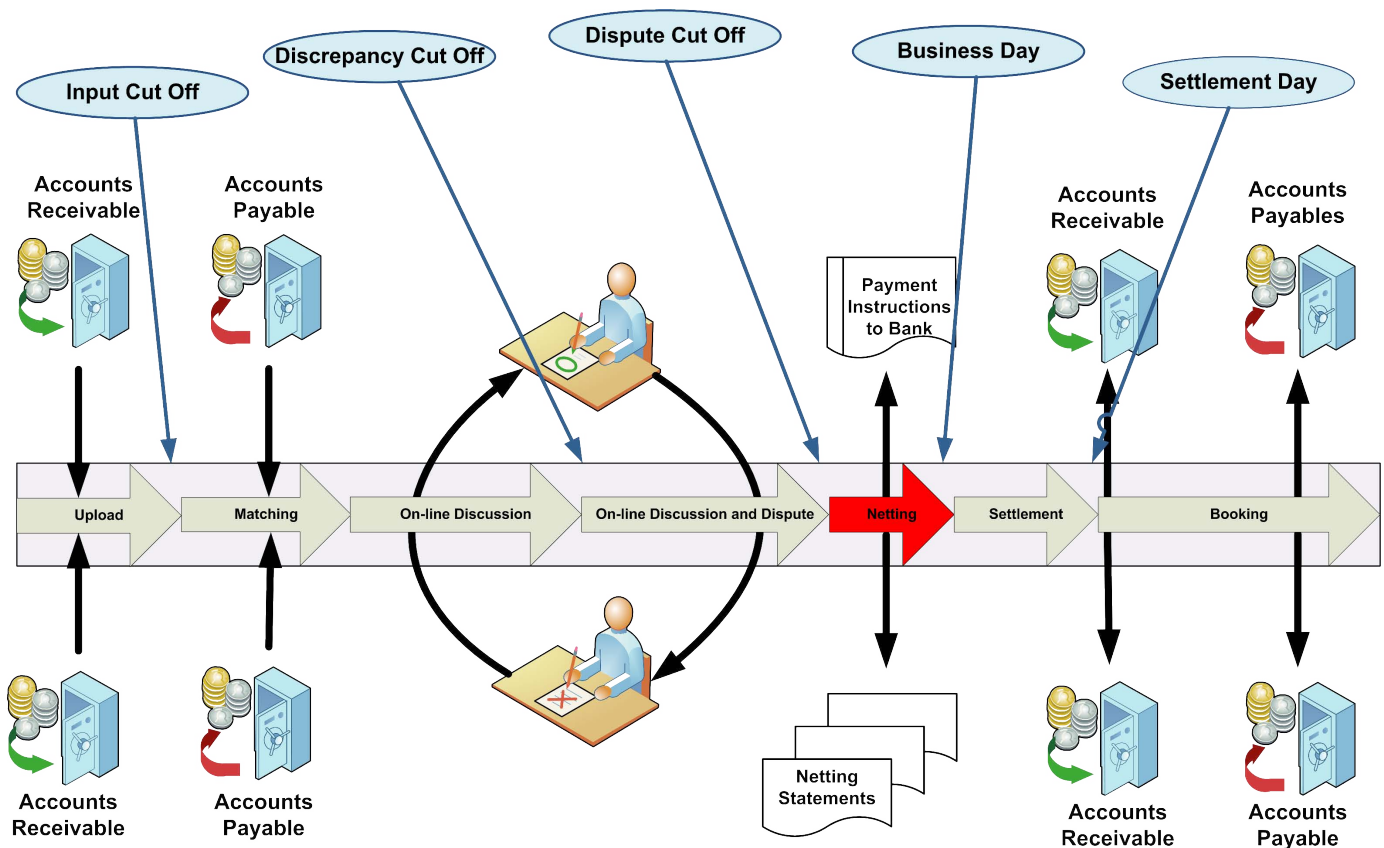 Dispute Cut Off
Business Day
Discrepancy Cut Off
Settlement Day
Input Cut Off
Accounts
Receivable
Accounts
Payable
Accounts
Receivable
Accounts
Payables
Payment
Instructions
to Bank
Upload
Matching
On-line Discussion
On-line Discussion and Dispute
Netting
Settlement
Booking
Accounts
Receivable
Accounts
Payable
Netting
Statements
Accounts
Receivable
Accounts
Payable